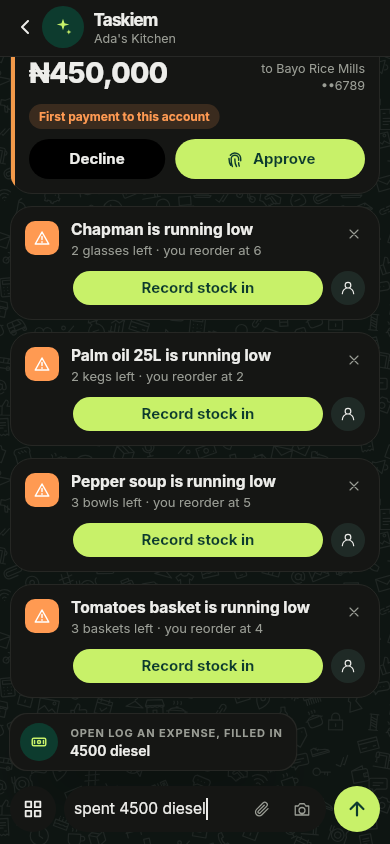 Taskiem
Ada's Kitchen
₦450,000
to Bayo Rice Mills
••6789
First payment to this account
Decline
Approve
Chapman is running low
2 glasses left · you reorder at 6
Record stock in
Palm oil 25L is running low
2 kegs left · you reorder at 2
Record stock in
Pepper soup is running low
3 bowls left · you reorder at 5
Record stock in
Tomatoes basket is running low
3 baskets left · you reorder at 4
Record stock in
OPEN LOG AN EXPENSE, FILLED IN
4500 diesel
spent 4500 diesel